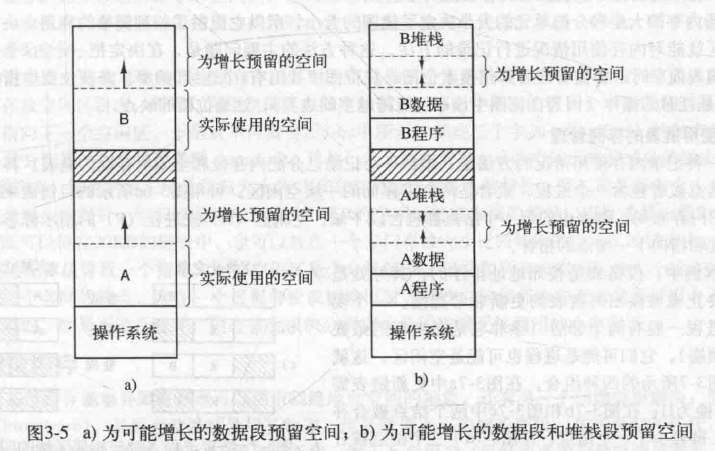 为增长预留的空间
B
实际使用的空间
为增长预留的空间
A
实际使用的空间
操作系统
a)
B堆栈
为增长预留的空间
B数据
B程序
A堆栈
为增长预留的空间
A数据
A程序
操作系统
b)
图3-5 a) 为可能增长的数据段预留空间；b) 为可能增长的数据段和堆栈段预留空间